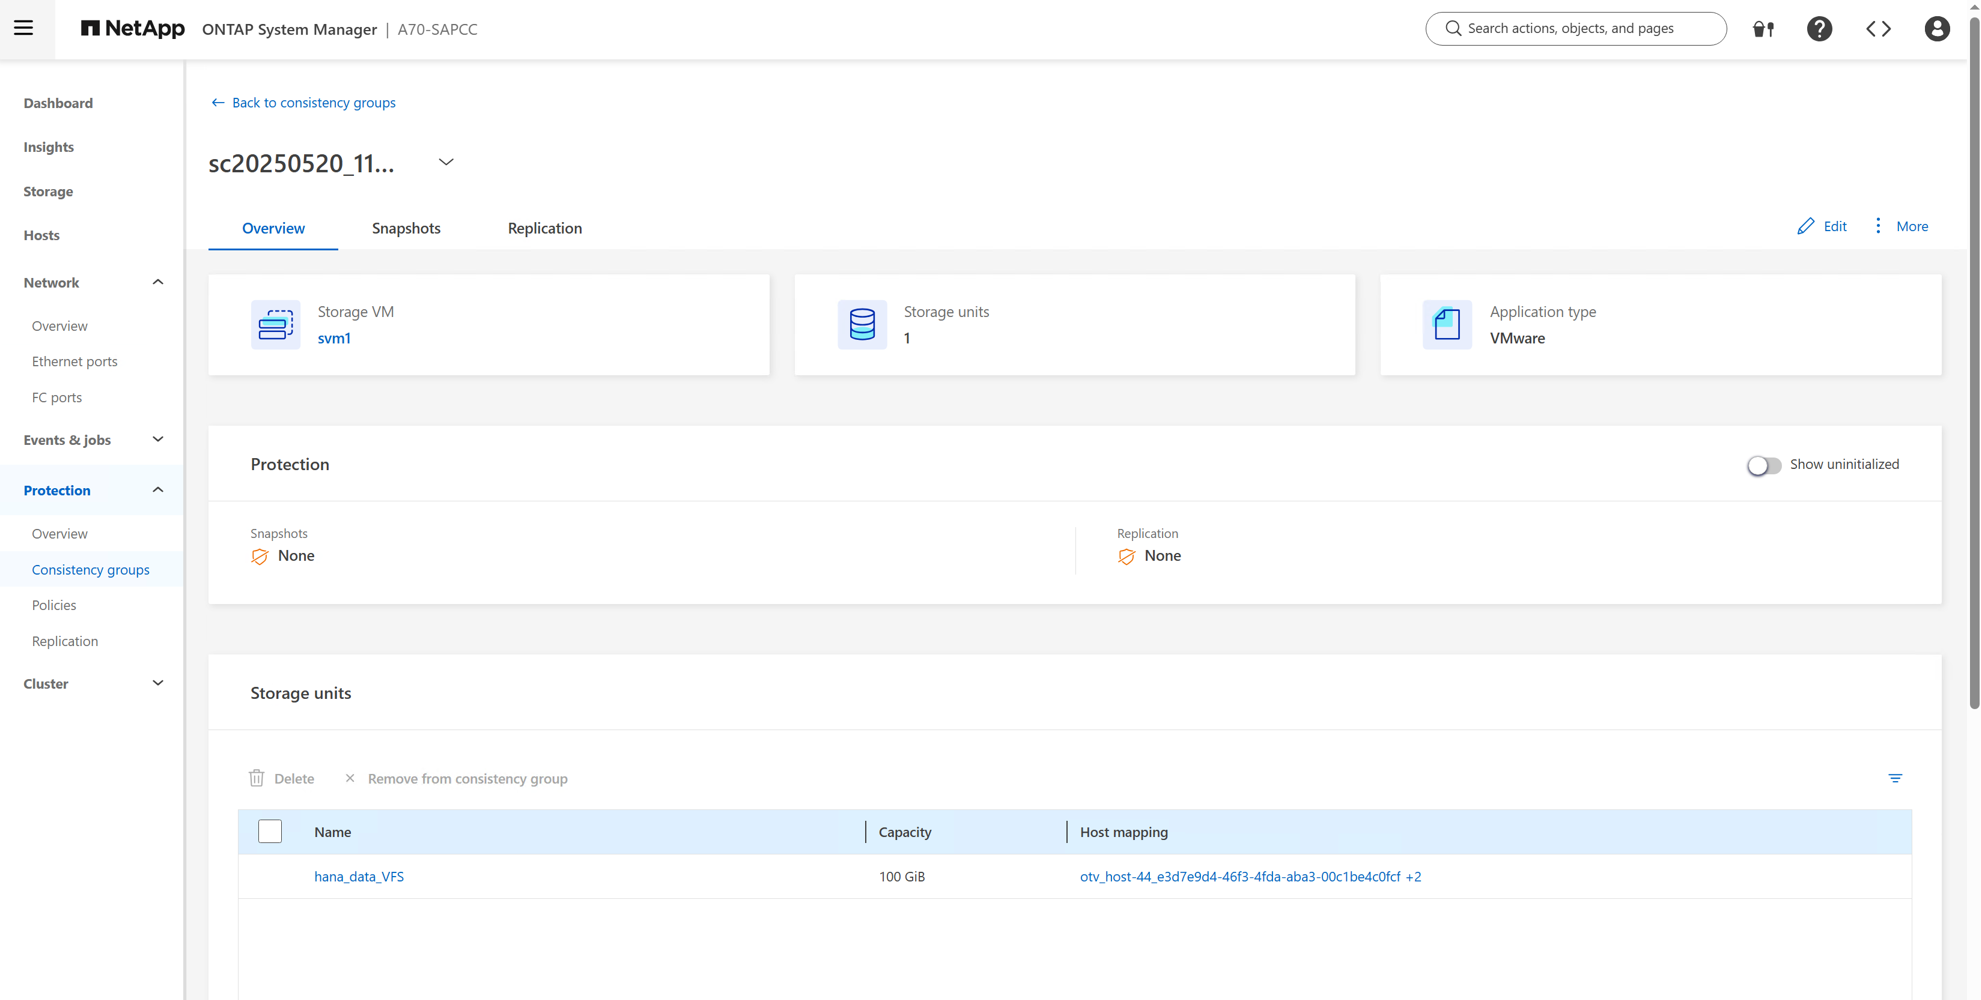 NetApp ONTAP System Manager | A70-SAPCC
Search actions, objects, and pages
Dashboard
Insights
Storage
Hosts
Network
Overview
Ethernet ports
FC ports
Events & jobs
Protection
Overview
Consistency groups
Policies
Replication
Cluster
Back to consistency groups
sc20250520_11...
Overview
Snapshots
Replication
Edit
More
Storage VM
svm1
Storage units
1
Application type
VMware
Protection
Show uninitialized
Snapshots
None
Replication
None
Storage units
Delete
Remove from consistency group
Name
Capacity
Host mapping
hana_data_VFS
100 GiB
otv_host-44_e3d7e9d4-46f3-4fda-aba3-00c1be4c0fcf +2